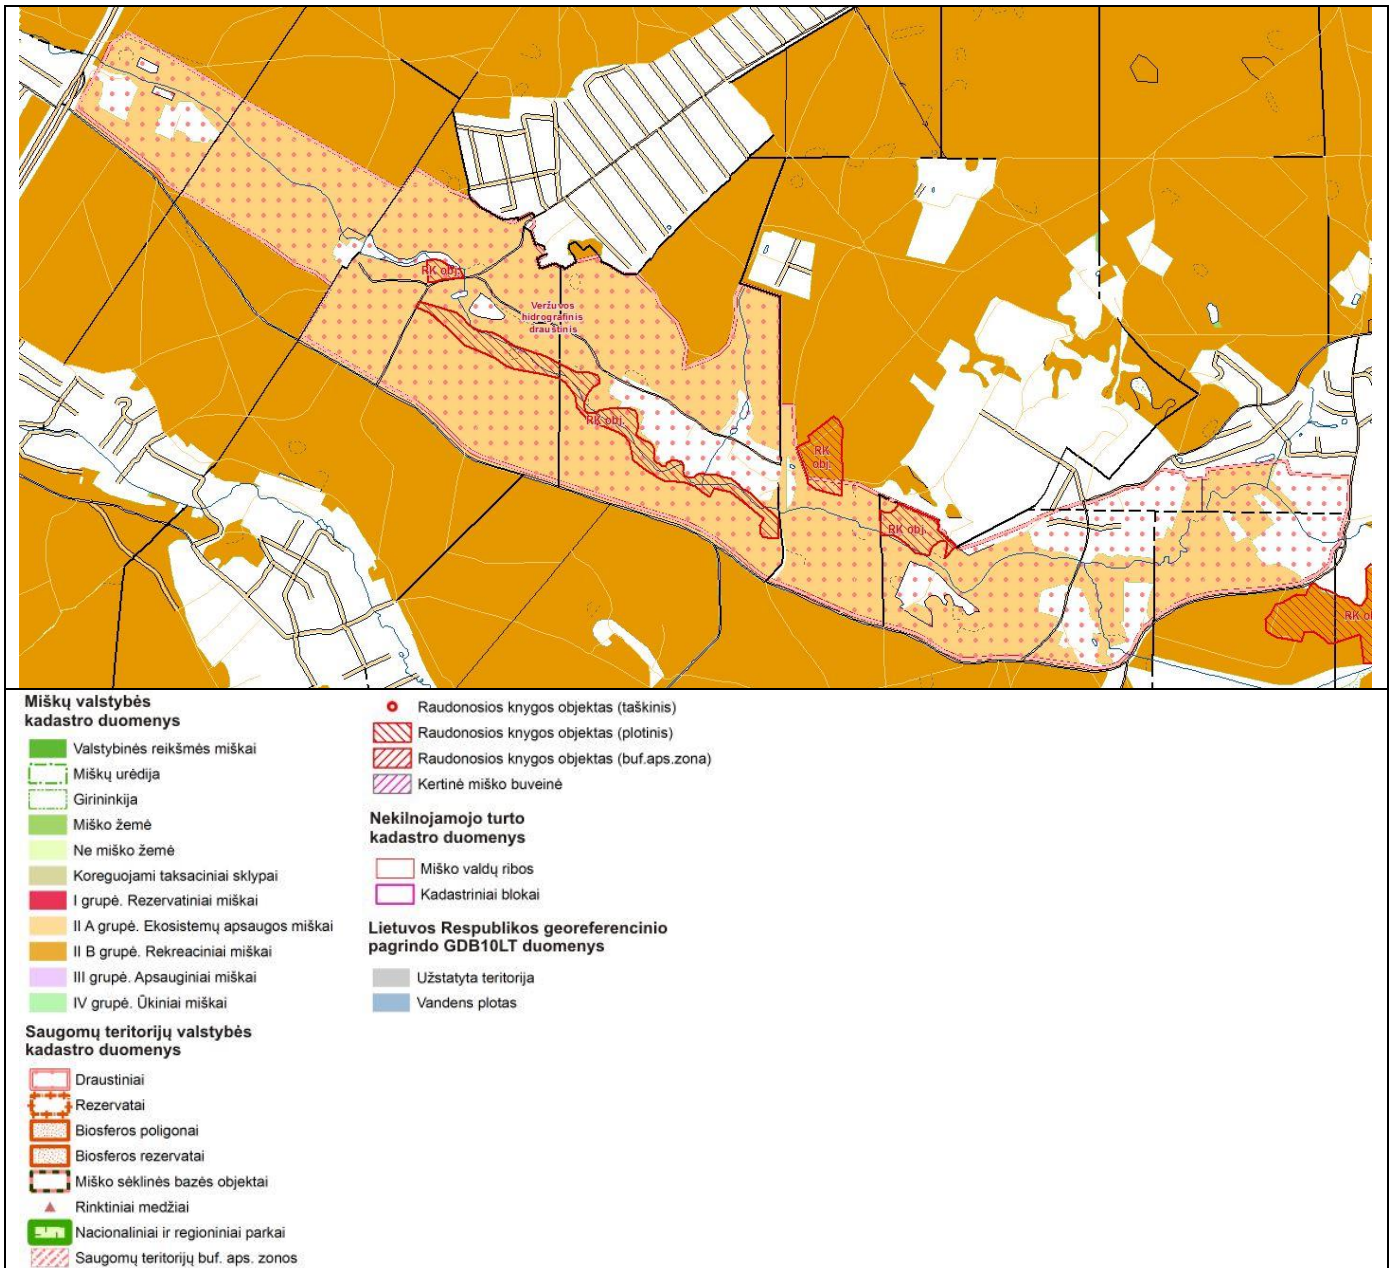 RK obj.
Veržuvos
hidrografinis
draustinis
RK obj.
RK
obj.
RK obj.
RK o
Miškų valstybės
kadastro duomenys
Valstybinės reikšmės miškai
Miškų urėdija
Girininkija
Miško žemė
Ne miško žemė
Koreguojami taksaciniai sklypai
I grupė. Rezervatiniai miškai
II A grupė. Ekosistemų apsaugos miškai
II B grupė. Rekreaciniai miškai
III grupė. Apsauginiai miškai
IV grupė. Ūkiniai miškai
Saugomų teritorijų valstybės
kadastro duomenys
Draustiniai
Rezervatai
Biosferos poligonai
Biosferos rezervatai
Miško sėklinės bazės objektai
Rinktiniai medžiai
Nacionaliniai ir regioniniai parkai
Saugomų teritorijų buf. aps. zonos
Raudonosios knygos objektas (taškinis)
Raudonosios knygos objektas (plotinis)
Raudonosios knygos objektas (buf.aps.zona)
Kertinė miško buveinė
Nekilnojamojo turto
kadastro duomenys
Miško valdų ribos
Kadastriniai blokai
Lietuvos Respublikos georeferencinio
pagrindo GDB10LT duomenys
Užstatyta teritorija
Vandens plotas